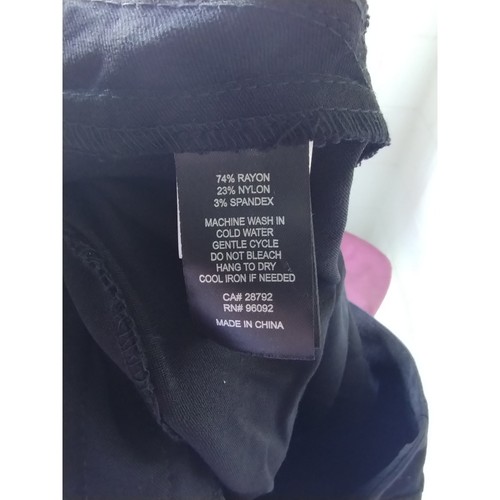 74% RAYON
23% NYLON
3% SPANDEX
MACHINE WASH IN
COLD WATER
GENTLE CYCLE
DO NOT BLEACH
HANG TO DRY
COOL IRON IF NEEDED
CA# 28792
RN# 96092
MADE IN CHINA